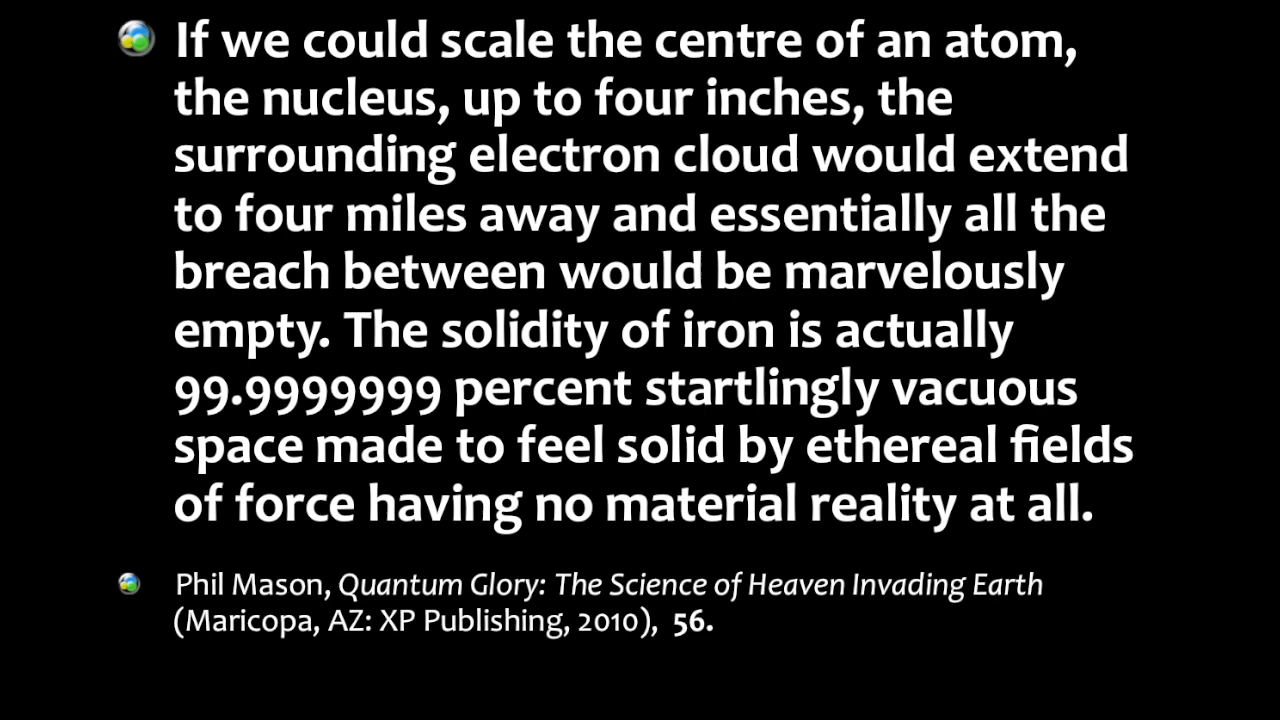 If we could scale the centre of an atom,
the nucleus, up to four inches, the
surrounding electron cloud would extend
to four miles away and essentially all the
breach between would be marvelously
empty. The solidity of iron is actually
99.9999999 percent startlingly vacuous
space made to feel solid by ethereal fields
of force having no material reality at all.
Phil Mason, Quantum Glory: The Science of Heaven Invading Earth
(Maricopa, AZ: XP Publishing, 2010), 56.